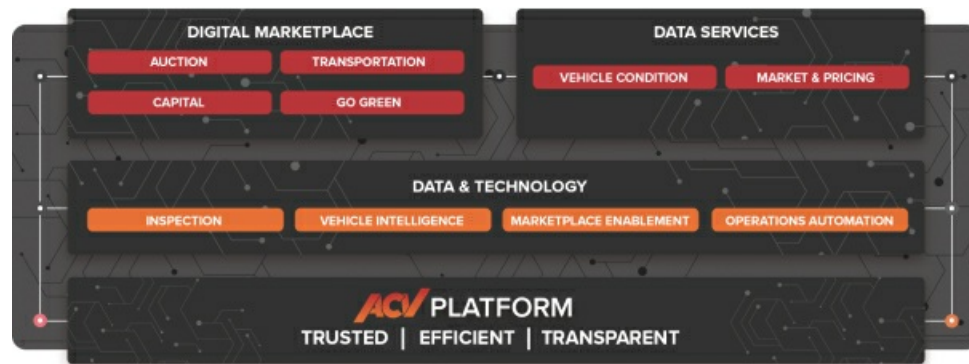 DIGITAL MARKETPLACE
AUCTION
TRANSPORTATION
CAPITAL
GO GREEN
DATA SERVICES
VEHICLE CONDITION
MARKET & PRICING
DATA & TECHNOLOGY
INSPECTION
VEHICLE INTELLIGENCE
MARKETPLACE ENABLEMENT
OPERATIONS AUTOMATION
ACV PLATFORM
TRUSTED | EFFICIENT | TRANSPARENT